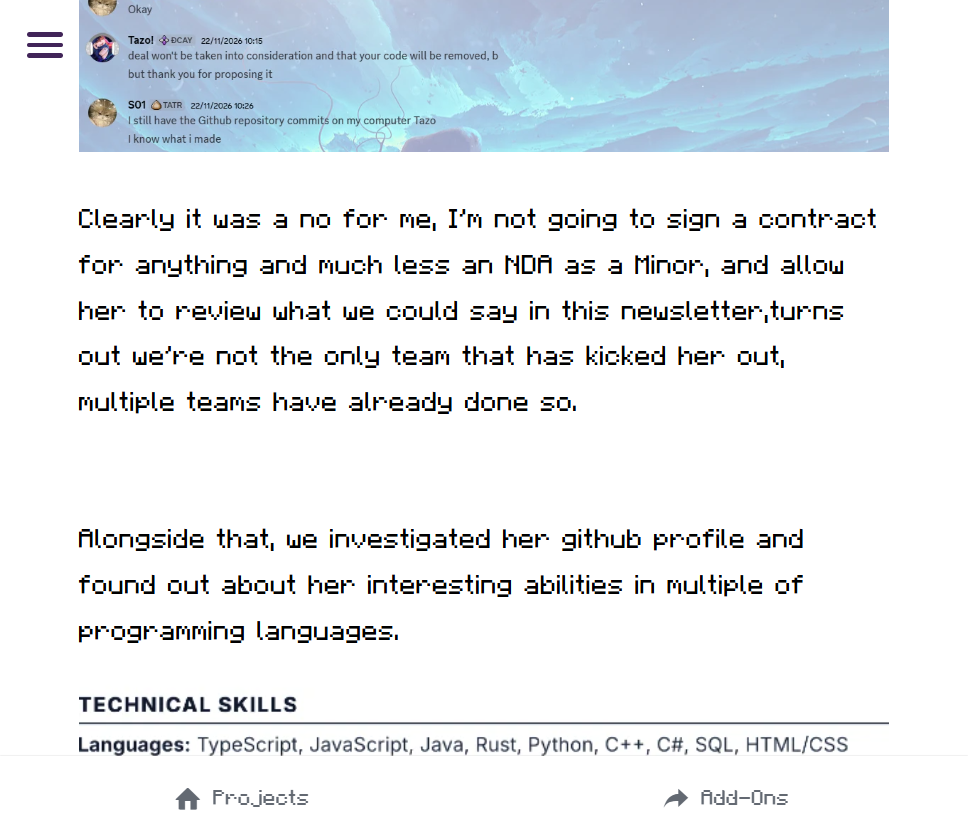 Okay
Tazo! ÐCAY 22/11/2026 10:15
deal won't be taken into consideration and that your code will be removed, b
but thank you for proposing it
S01 TATR 22/11/2026 10:26
I still have the Github repository commits on my computer Tazo
I know what i made
Clearly it was a no for me, I'm not going to sign a contract
for anything and much less an NDA as a Minor, and allow
her to review what we could say in this newsletter,turns
out we're not the only team that has kicked her out,
multiple teams have already done so.
Alongside that, we investigated her github profile and
found out about her interesting abilities in multiple of
programming languages.
TECHNICAL SKILLS
Languages: TypeScript, JavaScript, Java, Rust, Python, C++, C#, SQL, HTML/CSS
Projects
Add-Ons